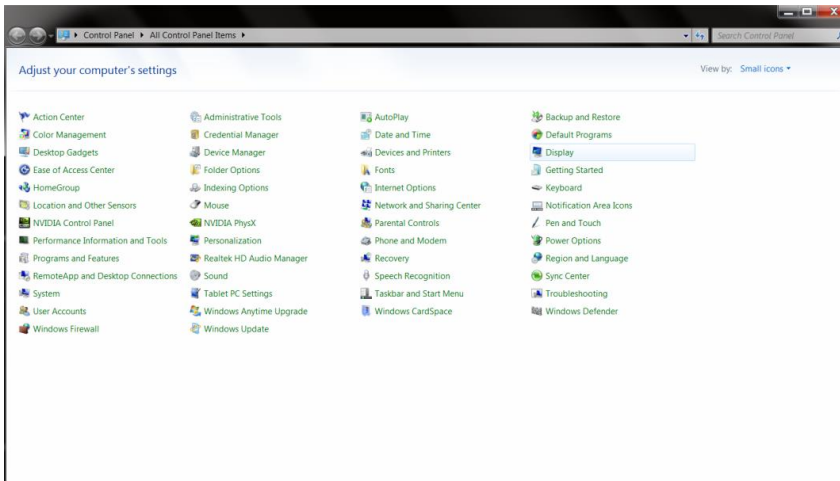 Control Panel ▸ All Control Panel Items ▸ Search Control Panel
Adjust your computer's settings View by: Small icons
Action Center Administrative Tools AutoPlay Backup and Restore
Color Management Credential Manager Date and Time Default Programs
Desktop Gadgets Device Manager Devices and Printers Display
Ease of Access Center Folder Options Fonts Getting Started
HomeGroup Indexing Options Internet Options Keyboard
Location and Other Sensors Mouse Network and Sharing Center Notification Area Icons
NVIDIA Control Panel NVIDIA PhysX Parental Controls Pen and Touch
Performance Information and Tools Personalization Phone and Modem Power Options
Programs and Features Realtek HD Audio Manager Recovery Region and Language
RemoteApp and Desktop Connections Sound Speech Recognition Sync Center
System Tablet PC Settings Taskbar and Start Menu Troubleshooting
User Accounts Windows Anytime Upgrade Windows CardSpace Windows Defender
Windows Firewall Windows Update